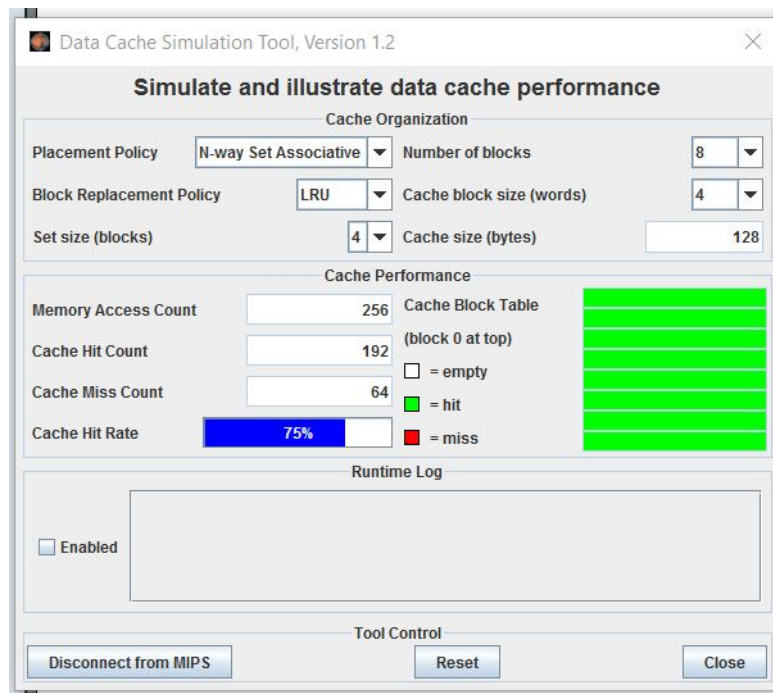 Data Cache Simulation Tool, Version 1.2
Simulate and illustrate data cache performance
Cache Organization
Placement Policy N-way Set Associative Number of blocks 8
Block Replacement Policy LRU Cache block size (words) 4
Set size (blocks) 4 Cache size (bytes) 128
Cache Performance
Memory Access Count 256 Cache Block Table
(block 0 at top)
Cache Hit Count 192
= empty
Cache Miss Count 64
= hit
Cache Hit Rate 75%
= miss
Runtime Log
Enabled
Tool Control
Disconnect from MIPS Reset Close